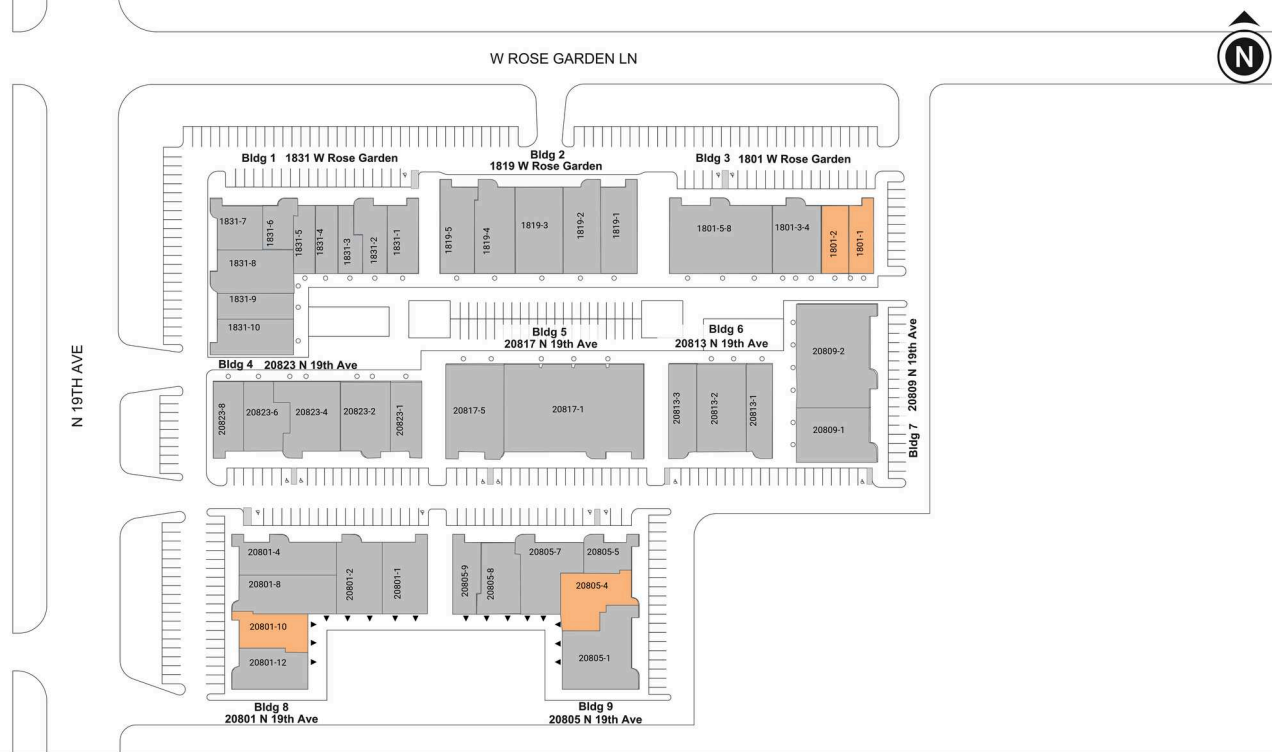 W ROSE GARDEN LN
N
Bldg 1 1831 W Rose Garden
Bldg 2
1819 W Rose Garden
Bldg 3 1801 W Rose Garden
1831-7
1831-6
1831-5
1831-4
1831-3
1831-2
1831-1
1831-8
1831-9
1831-10
1819-5
1819-4
1819-3
1819-2
1819-1
1801-5-8
1801-3-4
1801-2
1801-1
N 19TH AVE
Bldg 4 20823 N 19th Ave
Bldg 5
20817 N 19th Ave
Bldg 6
20813 N 19th Ave
Bldg 7 20809 N 19th Ave
20823-8
20823-6
20823-4
20823-2
20823-1
20817-5
20817-1
20813-3
20813-2
20813-1
20809-2
20809-1
20801-4
20801-8
20801-2
20801-1
20801-10
20801-12
20805-9
20805-8
20805-7
20805-5
20805-4
20805-1
Bldg 8
20801 N 19th Ave
Bldg 9
20805 N 19th Ave